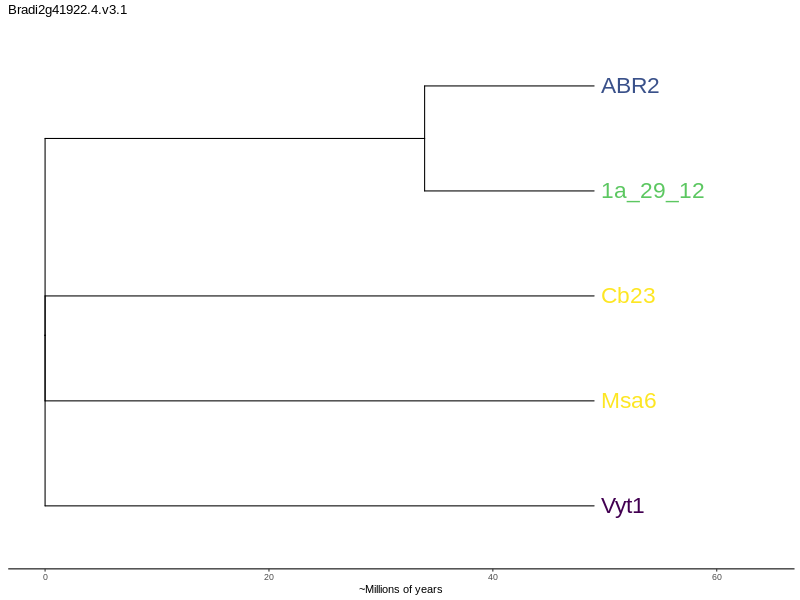 Bradi2g41922.4.v3.1
ABR2
1a_29_12
Cb23
Msa6
Vyt1
0 20 40 60
~Millions of years